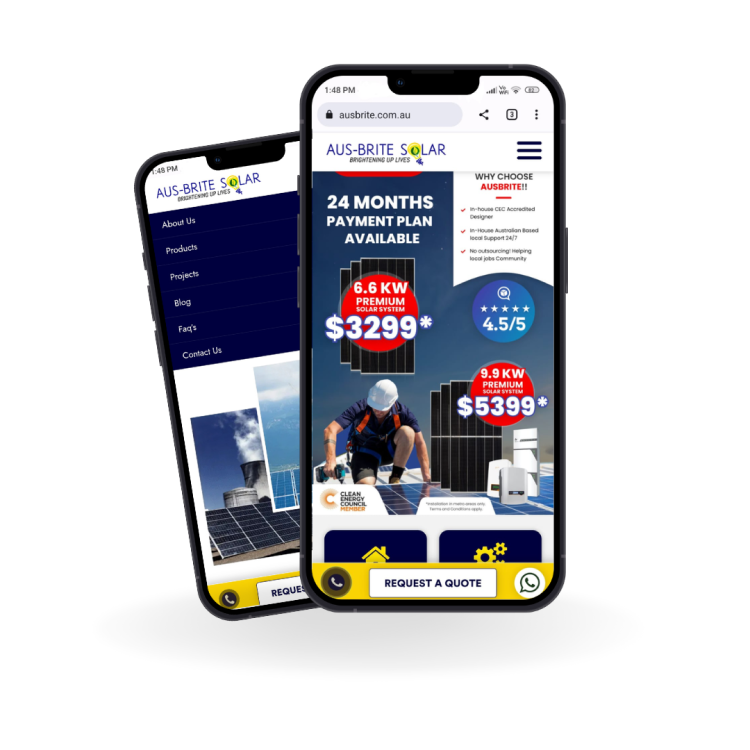 1:48 PM
AUS-BRITE SOLAR
BRIGHTENING UP LIVES
About Us
Products
Projects
Blog
Faq's
Contact Us
REQUES
1:48 PM
Vo
WiFi
ausbrite.com.au
3
AUS-BRITE SOLAR
BRIGHTENING UP LIVES
WHY CHOOSE
AUSBRITE!!
In-house CEC Accredited
Designer
In-House Australian Based
local Support 24/7
No outsourcing! Helping
local jobs Community
24 MONTHS
PAYMENT PLAN
AVAILABLE
4.5/5
6.6 KW
PREMIUM
SOLAR SYSTEM
$3299*
9.9 KW
PREMIUM
SOLAR SYSTEM
$5399*
CLEAN
ENERGY
COUNCIL
MEMBER
*Installation in metro areas only.
Terms and Conditions apply.
REQUEST A QUOTE